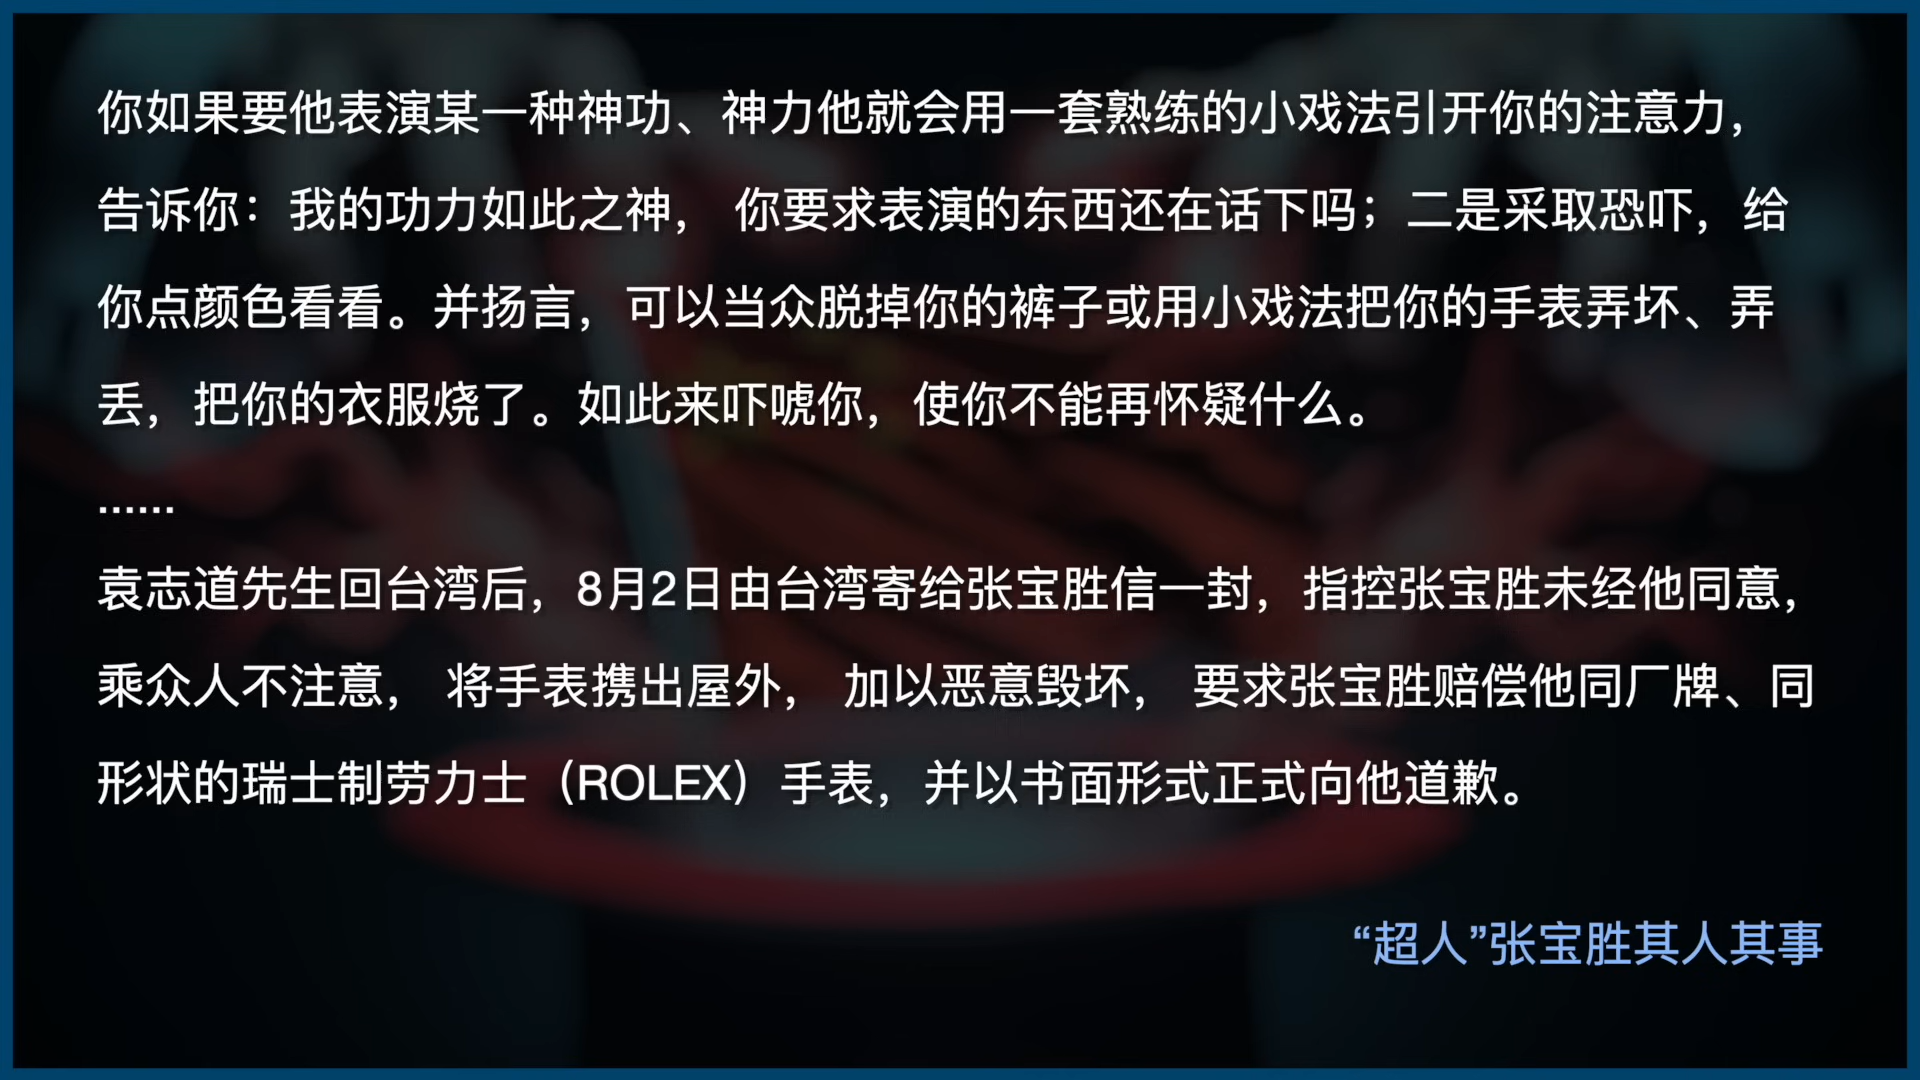 你如果要他表演某一种神功、神力他就会用一套熟练的小戏法引开你的注意力，
告诉你：我的功力如此之神， 你要求表演的东西还在话下吗；二是采取恐吓，给
你点颜色看看。并扬言，可以当众脱掉你的裤子或用小戏法把你的手表弄坏、弄
丢，把你的衣服烧了。如此来吓唬你，使你不能再怀疑什么。
......
袁志道先生回台湾后，8月2日由台湾寄给张宝胜信一封，指控张宝胜未经他同意，
乘众人不注意， 将手表携出屋外， 加以恶意毁坏， 要求张宝胜赔偿他同厂牌、同
形状的瑞士制劳力士（ROLEX）手表，并以书面形式正式向他道歉。
“超人”张宝胜其人其事